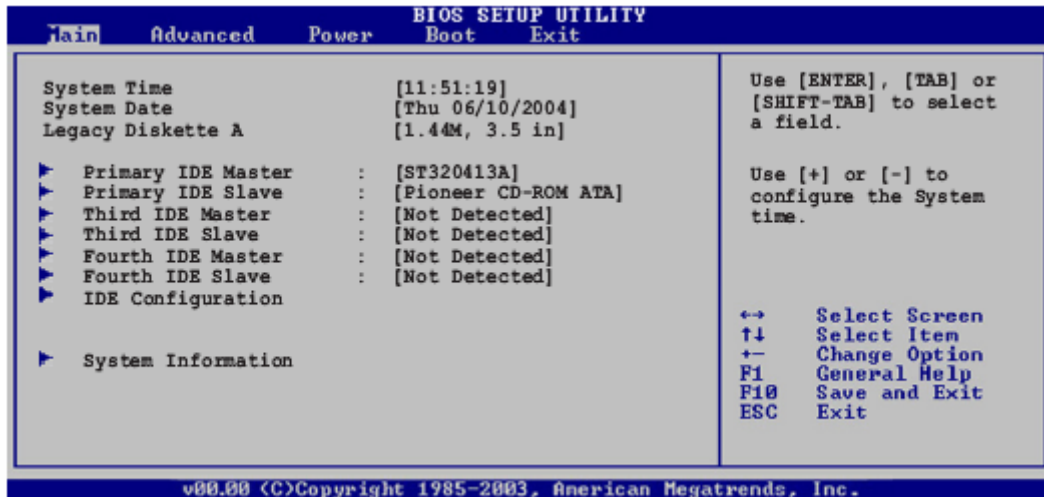 BIOS SETUP UTILITY
Main Advanced Power Boot Exit
System Time [11:51:19]
System Date [Thu 06/10/2004]
Legacy Diskette A [1.44M, 3.5 in]
Primary IDE Master : [ST320413A]
Primary IDE Slave : [Pioneer CD-ROM ATA]
Third IDE Master : [Not Detected]
Third IDE Slave : [Not Detected]
Fourth IDE Master : [Not Detected]
Fourth IDE Slave : [Not Detected]
IDE Configuration
System Information
Use [ENTER], [TAB] or
[SHIFT-TAB] to select
a field.
Use [+] or [-] to
configure the System
time.
←→ Select Screen
↑↓ Select Item
+- Change Option
F1 General Help
F10 Save and Exit
ESC Exit
v00.00 (C)Copyright 1985-2003, American Megatrends, Inc.